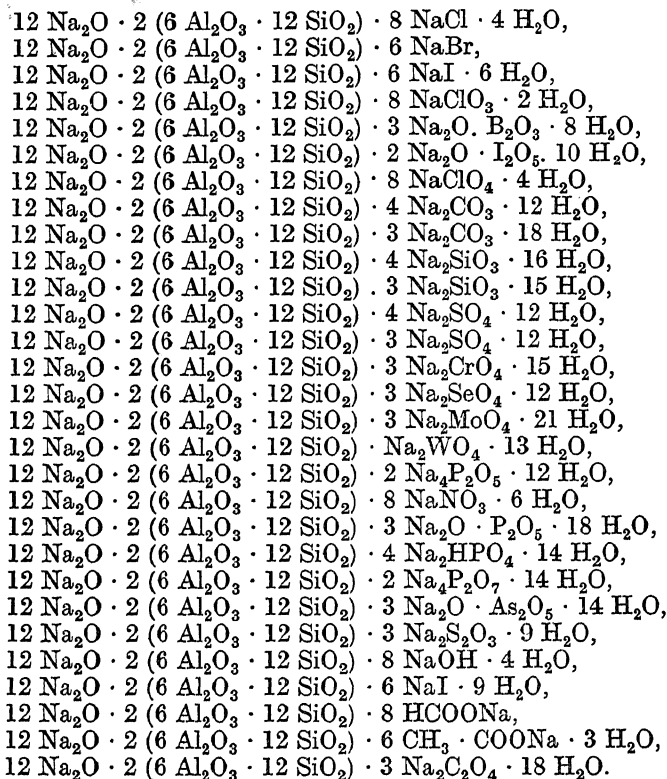 12 Na₂O · 2 (6 Al₂O₃ · 12 SiO₂) · 8 NaCl · 4 H₂O,
12 Na₂O · 2 (6 Al₂O₃ · 12 SiO₂) · 6 NaBr,
12 Na₂O · 2 (6 Al₂O₃ · 12 SiO₂) · 6 NaI · 6 H₂O,
12 Na₂O · 2 (6 Al₂O₃ · 12 SiO₂) · 8 NaClO₃ · 2 H₂O,
12 Na₂O · 2 (6 Al₂O₃ · 12 SiO₂) · 3 Na₂O. B₂O₃ · 8 H₂O,
12 Na₂O · 2 (6 Al₂O₃ · 12 SiO₂) · 2 Na₂O · I₂O₅. 10 H₂O,
12 Na₂O · 2 (6 Al₂O₃ · 12 SiO₂) · 8 NaClO₄ · 4 H₂O,
12 Na₂O · 2 (6 Al₂O₃ · 12 SiO₂) · 4 Na₂CO₃ · 12 H₂O,
12 Na₂O · 2 (6 Al₂O₃ · 12 SiO₂) · 3 Na₂CO₃ · 18 H₂O,
12 Na₂O · 2 (6 Al₂O₃ · 12 SiO₂) · 4 Na₂SiO₃ · 16 H₂O,
12 Na₂O · 2 (6 Al₂O₃ · 12 SiO₂) . 3 Na₂SiO₃ · 15 H₂O,
12 Na₂O · 2 (6 Al₂O₃ · 12 SiO₂) · 4 Na₂SO₄ · 12 H₂O,
12 Na₂O · 2 (6 Al₂O₃ · 12 SiO₂) · 3 Na₂SO₄ · 12 H₂O,
12 Na₂O · 2 (6 Al₂O₃ · 12 SiO₂) · 3 Na₂CrO₄ · 15 H₂O,
12 Na₂O · 2 (6 Al₂O₃ · 12 SiO₂) · 3 Na₂SeO₄ · 12 H₂O,
12 Na₂O · 2 (6 Al₂O₃ · 12 SiO₂) · 3 Na₂MoO₄ · 21 H₂O,
12 Na₂O · 2 (6 Al₂O₃ · 12 SiO₂) · Na₂WO₄ · 13 H₂O,
12 Na₂O · 2 (6 Al₂O₃ · 12 SiO₂) · 2 Na₄P₂O₅ · 12 H₂O,
12 Na₂O · 2 (6 Al₂O₃ · 12 SiO₂) · 8 NaNO₃ · 6 H₂O,
12 Na₂O · 2 (6 Al₂O₃ · 12 SiO₂) · 3 Na₂O · P₂O₅ · 18 H₂O,
12 Na₂O · 2 (6 Al₂O₃ · 12 SiO₂) · 4 Na₂HPO₄ · 14 H₂O,
12 Na₂O · 2 (6 Al₂O₃ · 12 SiO₂) · 2 Na₄P₂O₇ · 14 H₂O,
12 Na₂O · 2 (6 Al₂O₃ · 12 SiO₂) · 3 Na₂O · As₂O₅ · 14 H₂O,
12 Na₂O · 2 (6 Al₂O₃ · 12 SiO₂) · 3 Na₂S₂O₃ · 9 H₂O,
12 Na₂O · 2 (6 Al₂O₃ · 12 SiO₂) · 8 NaOH · 4 H₂O,
12 Na₂O · 2 (6 Al₂O₃ · 12 SiO₂) · 6 NaI · 9 H₂O,
12 Na₂O · 2 (6 Al₂O₃ · 12 SiO₂) · 8 HCOONa,
12 Na₂O · 2 (6 Al₂O₃ · 12 SiO₂) · 6 CH₃ · COONa · 3 H₂O,
12 Na₂O · 2 (6 Al₂O₃ · 12 SiO₂) · 3 Na₂C₂O₄ · 18 H₂O.